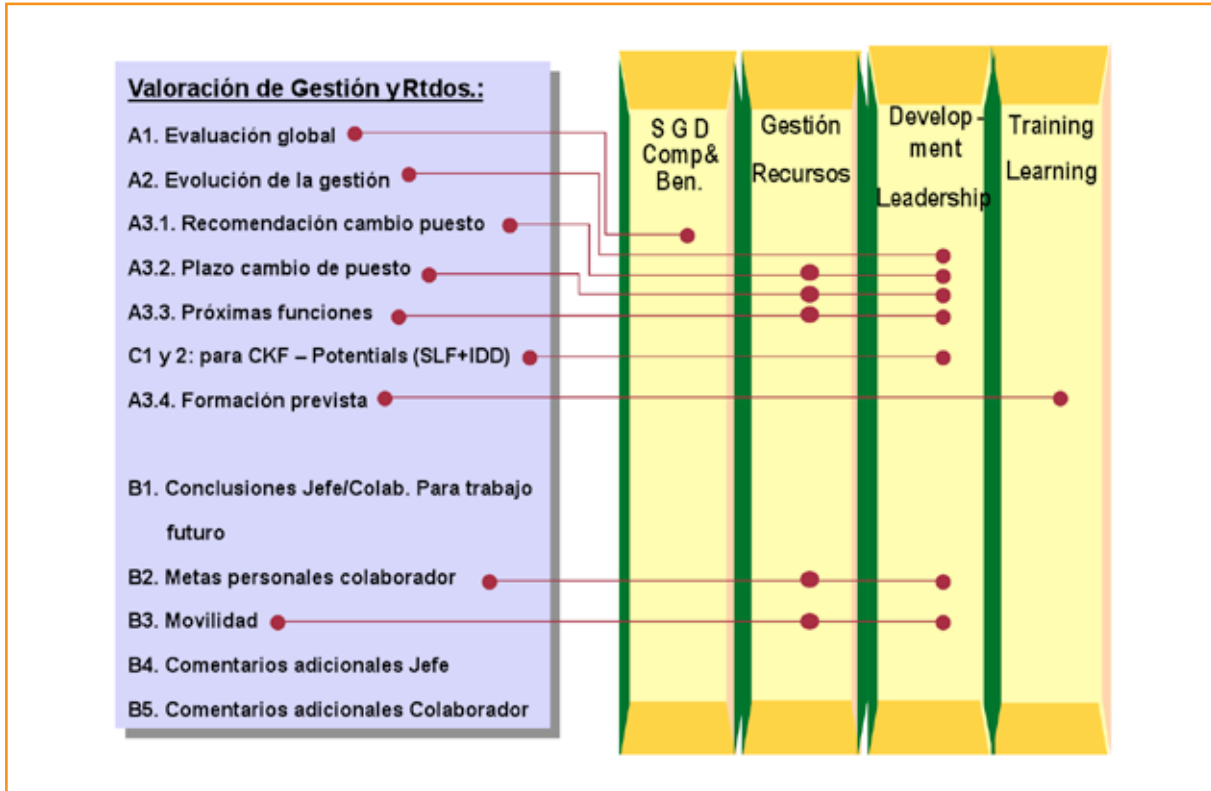 Valoración de Gestión yRtdos.:
A1. Evaluación global
A2. Evolución de la gestión
A3.1. Recomendación cambio puesto
A3.2. Plazo cambio de puesto
A3.3. Próximas funciones
C1 y 2: para CKF – Potentials (SLF+IDD)
A3.4. Formación prevista
B1. Conclusiones Jefe/Colab. Para trabajo
futuro
B2. Metas personales colaborador
B3. Movilidad
B4. Comentarios adicionales Jefe
B5. Comentarios adicionales Colaborador
S G D
Comp&
Ben.
Gestión
Recursos
Develop-
ment
Leadership
Training
Learning